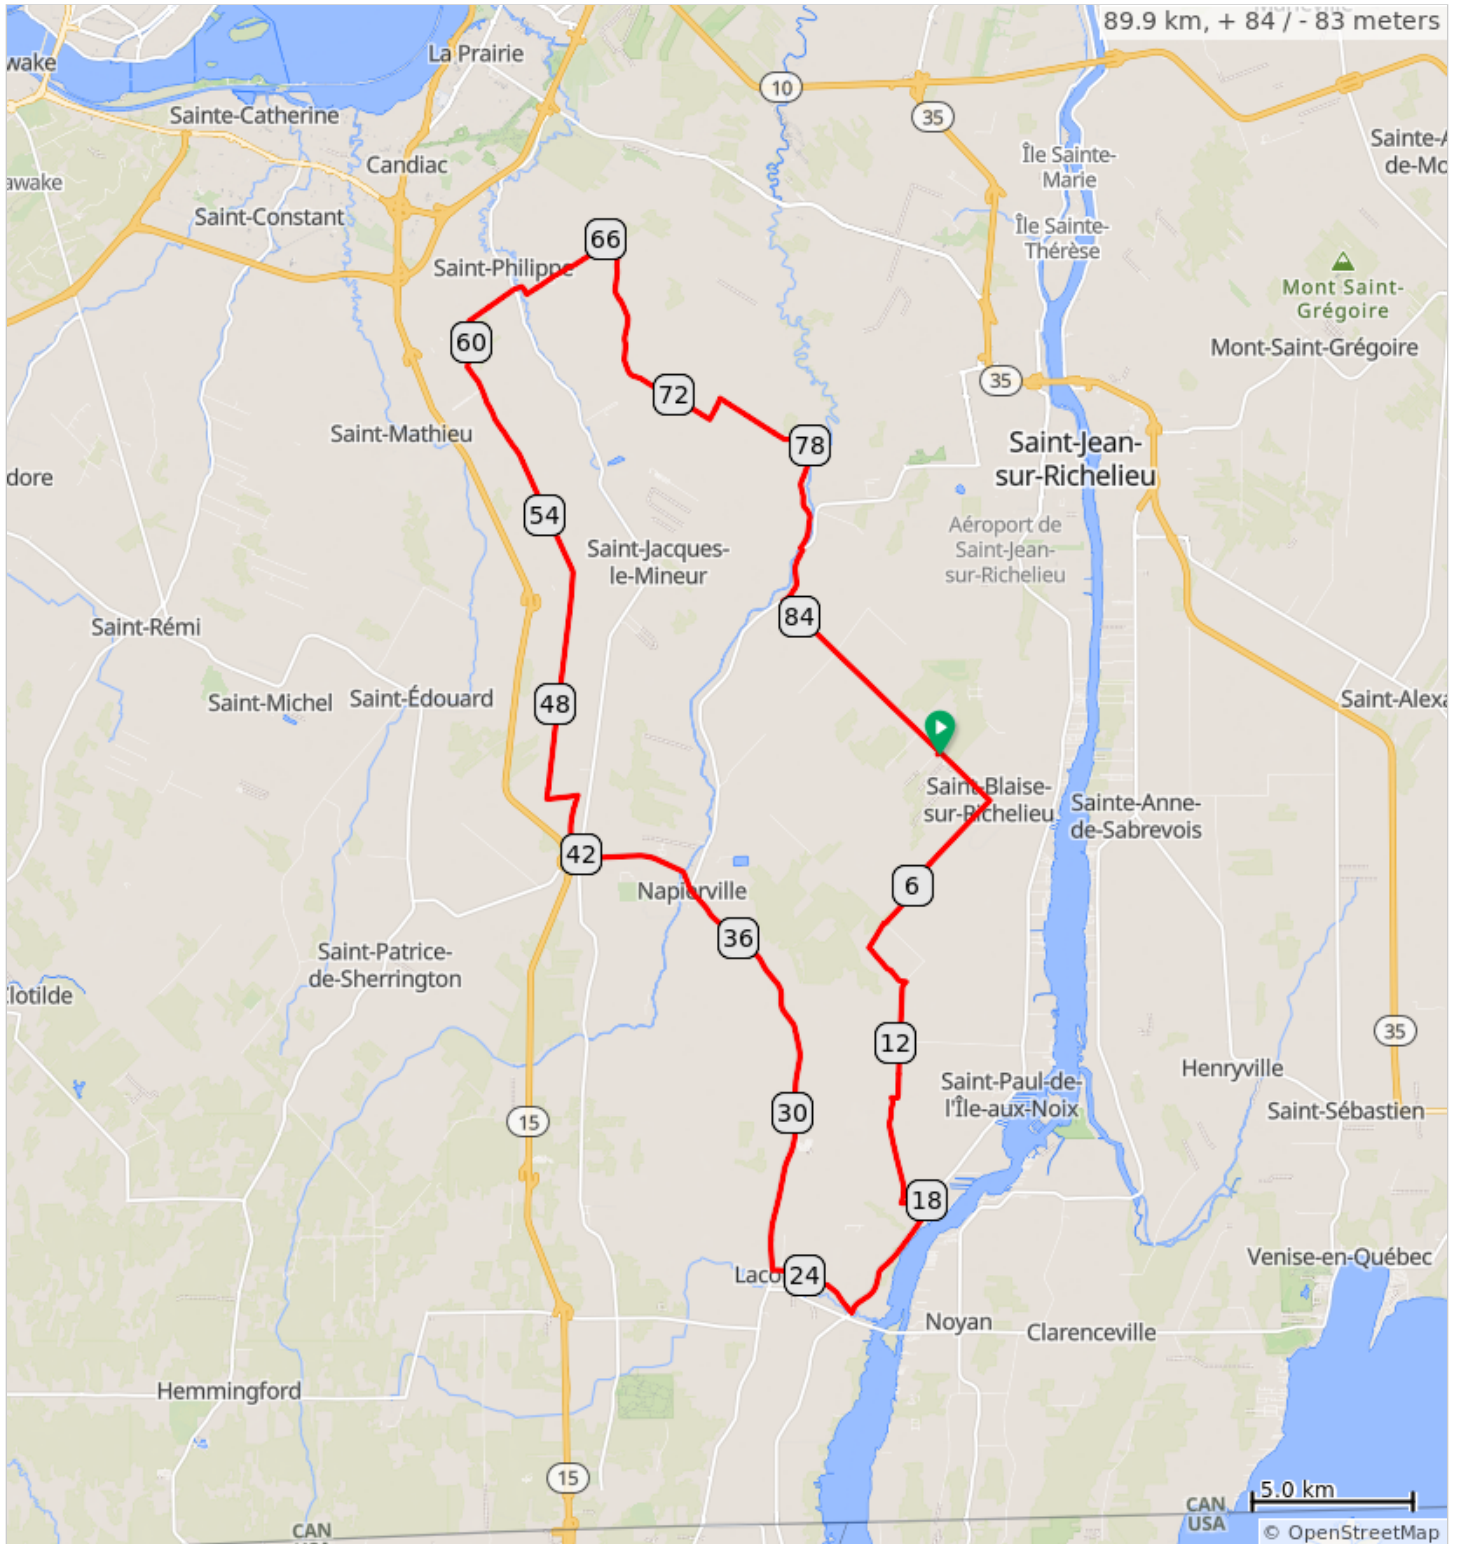 89.9 km, + 84 / - 83 meters
La Prairie
wake
10
Sainte-Catherine
35
Sainte-A
de-Mo
Candiac
Île Sainte-
Marie
awake
Saint-Constant
Île Sainte-
Thérèse
66
Saint-Philippe
Mont Saint-
Grégoire
60
Mont-Saint-Grégoire
35
72
Saint-Mathieu
78
Saint-Jean-
sur-Richelieu
dore
54
Aéroport de
Saint-Jean-
sur-Richelieu
Saint-Jacques-
le-Mineur
84
Saint-Rémi
Saint-Michel
Saint-Édouard
48
Saint-Alexa
Saint-Blaise-
sur-Richelieu
Sainte-Anne-
de-Sabrevois
42
Napierville
6
36
Saint-Patrice-
de-Sherrington
lotilde
12
35
Henryville
Saint-Paul-de-
l'Île-aux-Noix
30
Saint-Sébastien
15
18
Venise-en-Québec
Laco
24
Noyan
Clarenceville
Hemmingford
15
5.0 km
CAN
USA
CAN
© OpenStreetMap